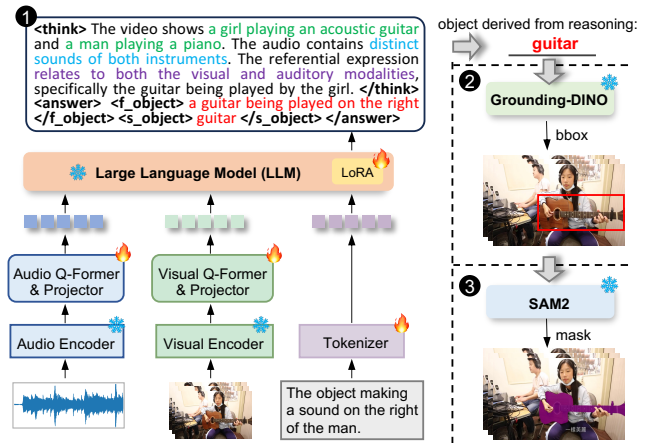 1
<think> The video shows a girl playing an acoustic guitar
and a man playing a piano. The audio contains distinct
sounds of both instruments. The referential expression
relates to both the visual and auditory modalities,
specifically the guitar being played by the girl. </think>
<answer> <f_object> a guitar being played on the right
</f_object> <s_object> guitar </s_object> </answer>
Large Language Model (LLM)
LoRA
Audio Q-Former
& Projector
Visual Q-Former
& Projector
Audio Encoder
Visual Encoder
Tokenizer
The object making
a sound on the right
of the man.
object derived from reasoning:
guitar
2
Grounding-DINO
bbox
3
SAM2
mask